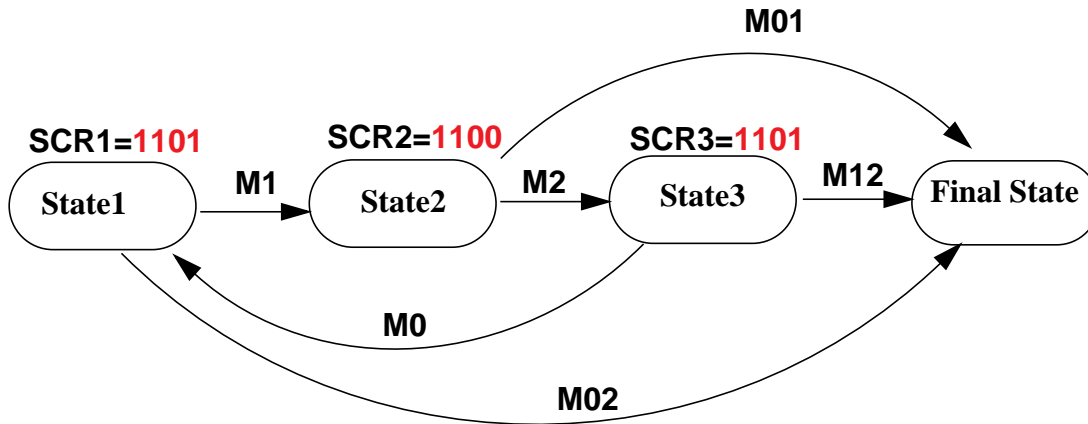 M01
SCR1=1101
SCR2=1100
SCR3=1101
State1
M1
State2
M2
State3
M12
Final State
M0
M02